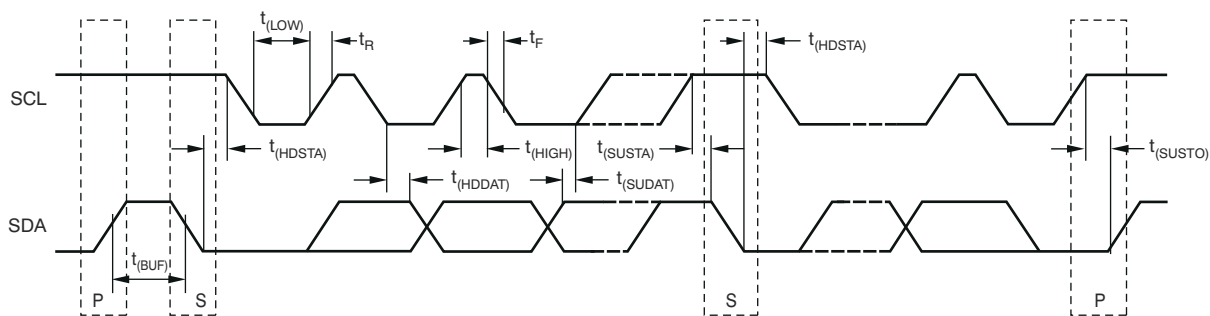 t(LOW)
tR
tF
t(HDSTA)
SCL
t(HDSTA)
t(HIGH)
t(SUSTA)
t(SUSTO)
t(HDDAT)
t(SUDAT)
SDA
t(BUF)
P
S
S
P